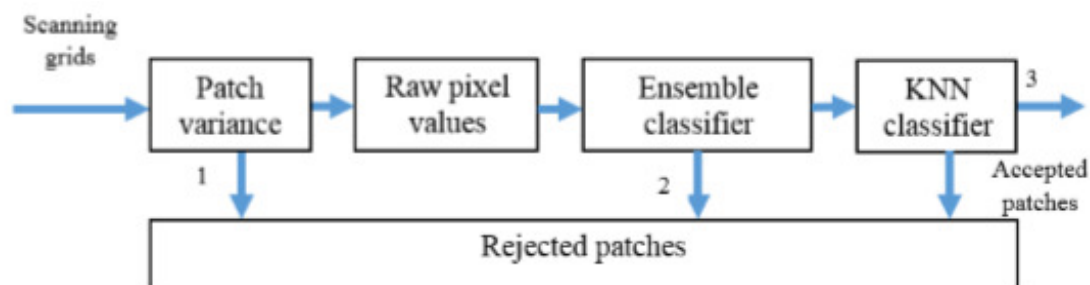 Scanning
grids
Patch
variance
Raw pixel
values
Ensemble
classifier
KNN
classifier
3
1
2
Accepted
patches
Rejected patches